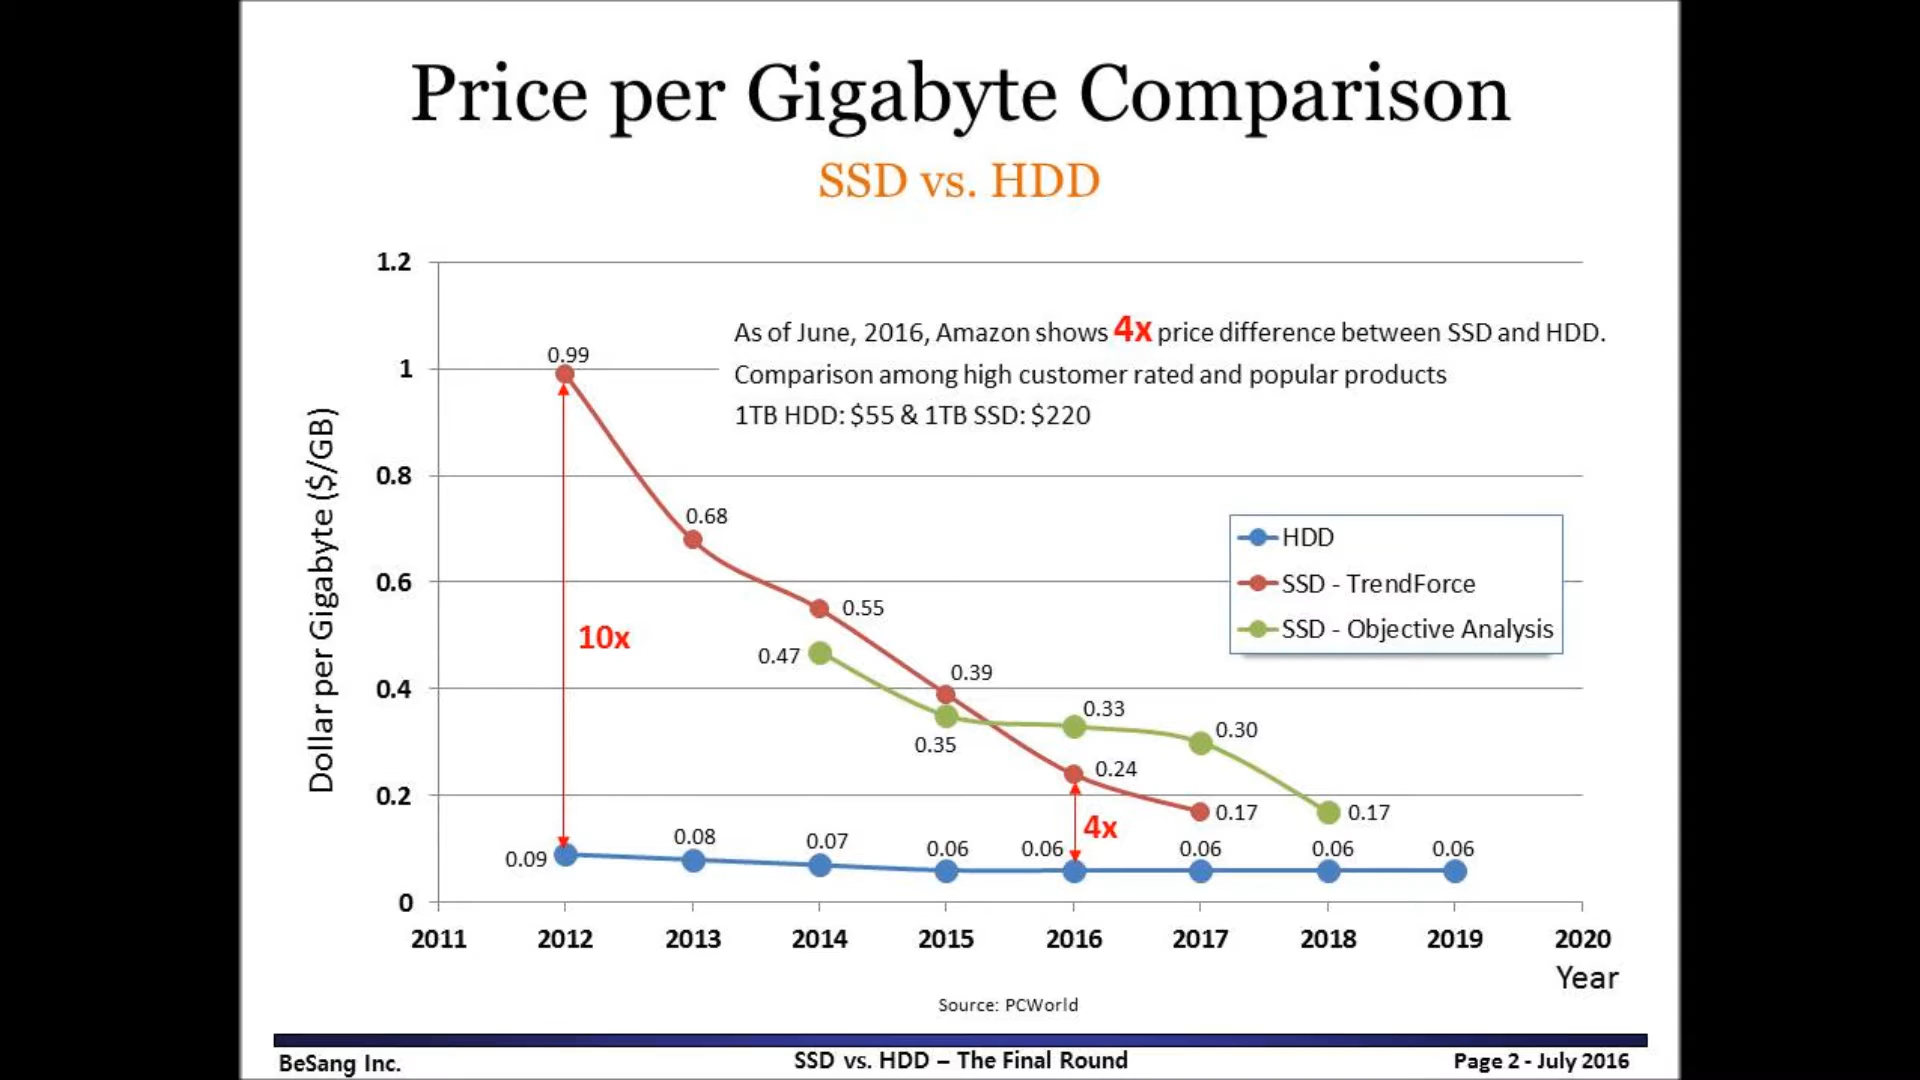 Price per Gigabyte Comparison
SSD vs. HDD
As of June, 2016, Amazon shows 4x price difference between SSD and HDD.
Comparison among high customer rated and popular products
1TB HDD: $55 & 1TB SSD: $220
Dollar per Gigabyte ($/GB)
1.2
1
0.8
0.6
0.4
0.2
0
0.99
0.68
0.55
0.39
0.24
0.17
0.47
0.35
0.33
0.30
0.17
0.09
0.08
0.07
0.06
0.06
0.06
0.06
0.06
10x
4x
HDD
SSD - TrendForce
SSD - Objective Analysis
2011 2012 2013 2014 2015 2016 2017 2018 2019 2020
Year
Source: PCWorld
BeSang Inc. SSD vs. HDD – The Final Round Page 2 - July 2016